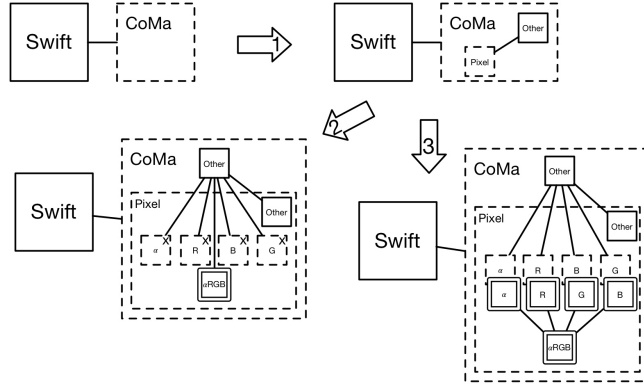 Swift
CoMa
1
Swift
CoMa
Other
Pixel
2
3
CoMa
Other
Pixel
Other
Swift
X X X X
α R B G
αRGB
CoMa
Other
Pixel
Other
Swift
α R B G
α R G B
αRGB